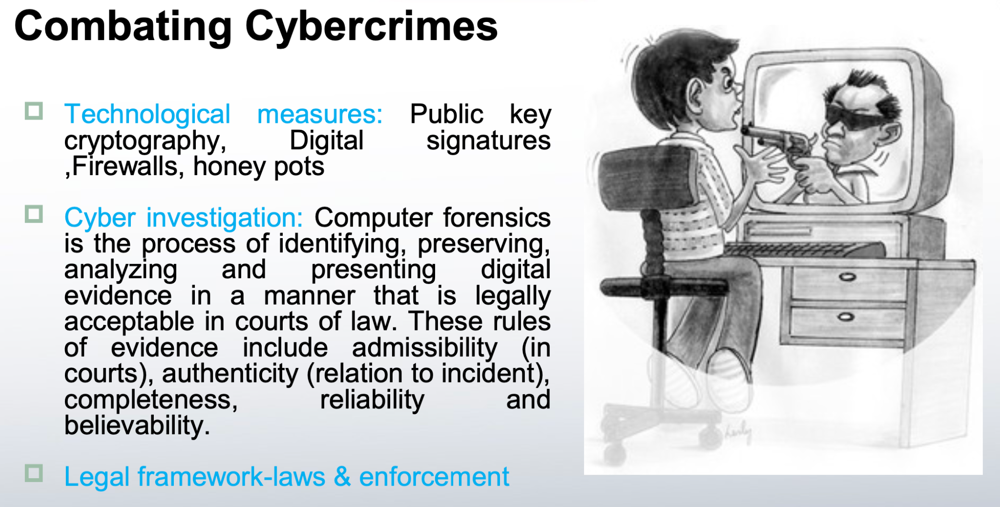 Combating Cybercrimes
Technological measures: Public key
cryptography, Digital signatures
,Firewalls, honey pots
Cyber investigation: Computer forensics
is the process of identifying, preserving,
analyzing and presenting digital
evidence in a manner that is legally
acceptable in courts of law. These rules
of evidence include admissibility (in
courts), authenticity (relation to incident),
completeness, reliability and
believability.
Legal framework-laws & enforcement